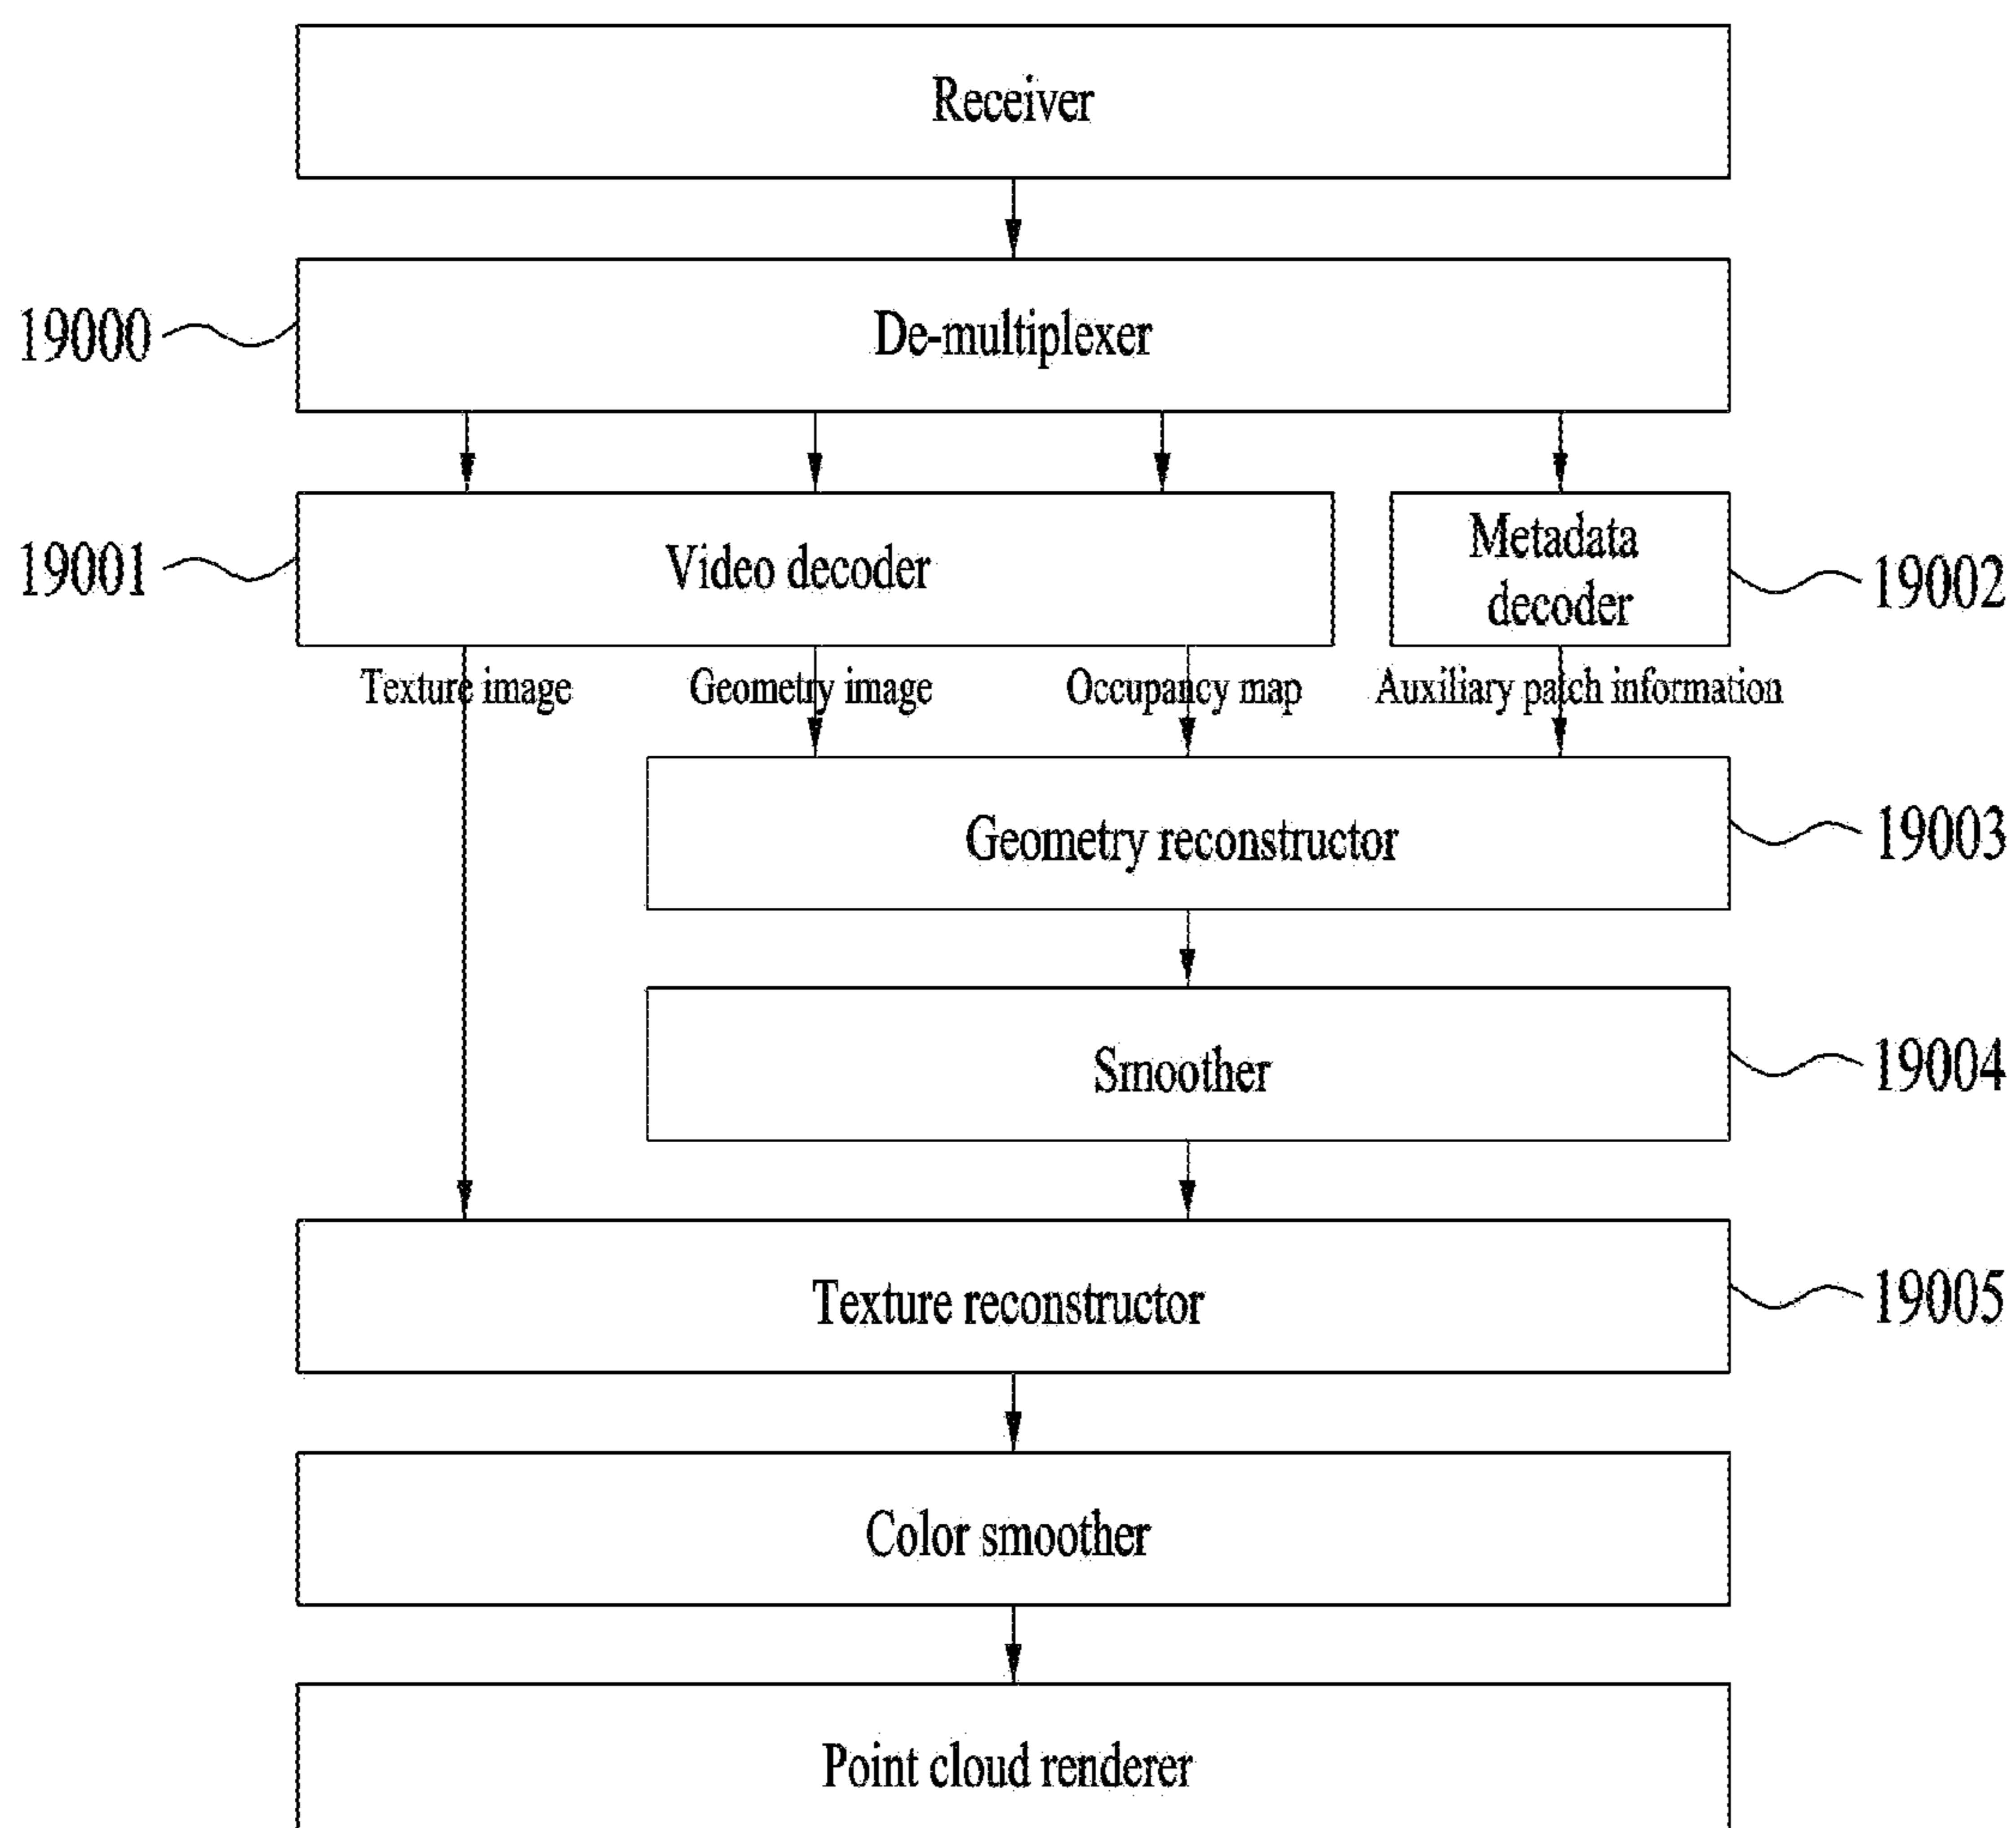 Receiver
19000
De-multiplexer
19001
Video decoder
Metadata
decoder
19002
Texture image
Geometry image
Occupancy map
Auxiliary patch information
Geometry reconstructor
19003
Smoother
19004
Texture reconstructor
19005
Color smoother
Point cloud renderer